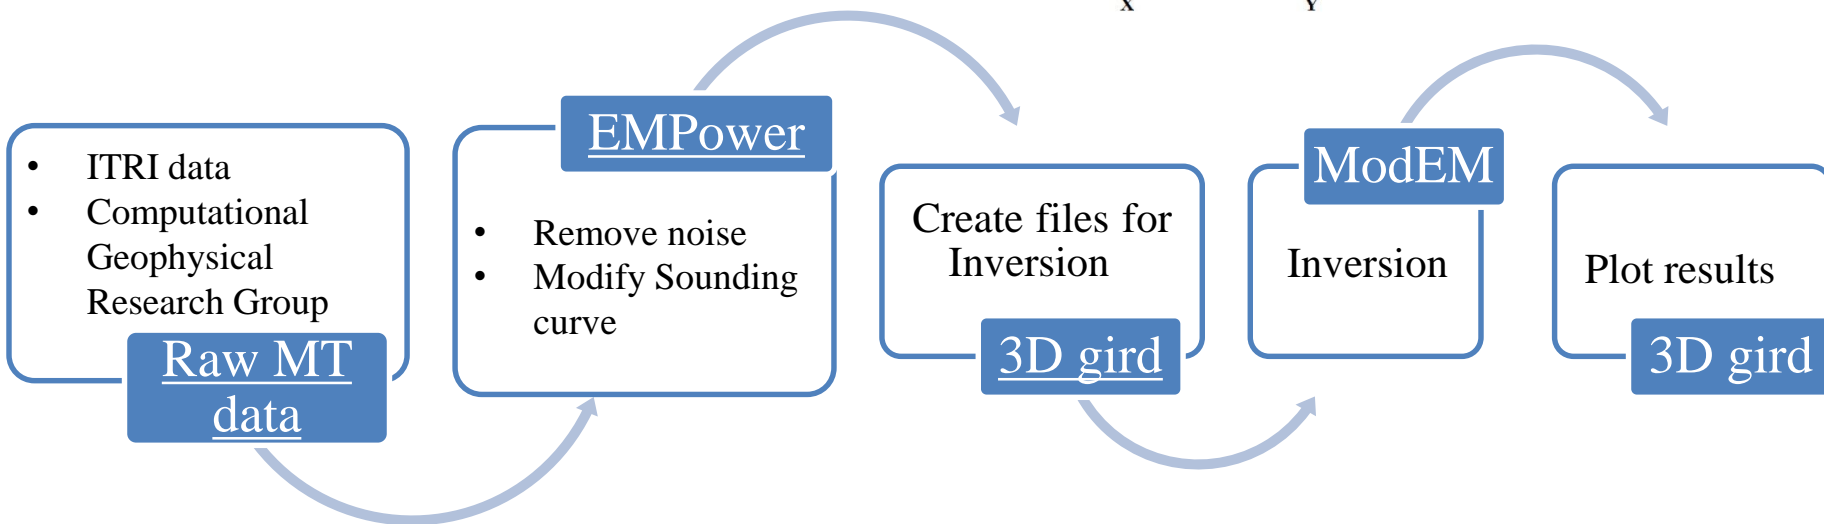 X Y
• ITRI data
• Computational
Geophysical
Research Group
Raw MT
data
EMPower
• Remove noise
• Modify Sounding
curve
Create files for
Inversion
3D gird
ModEM
Inversion
Plot results
3D gird